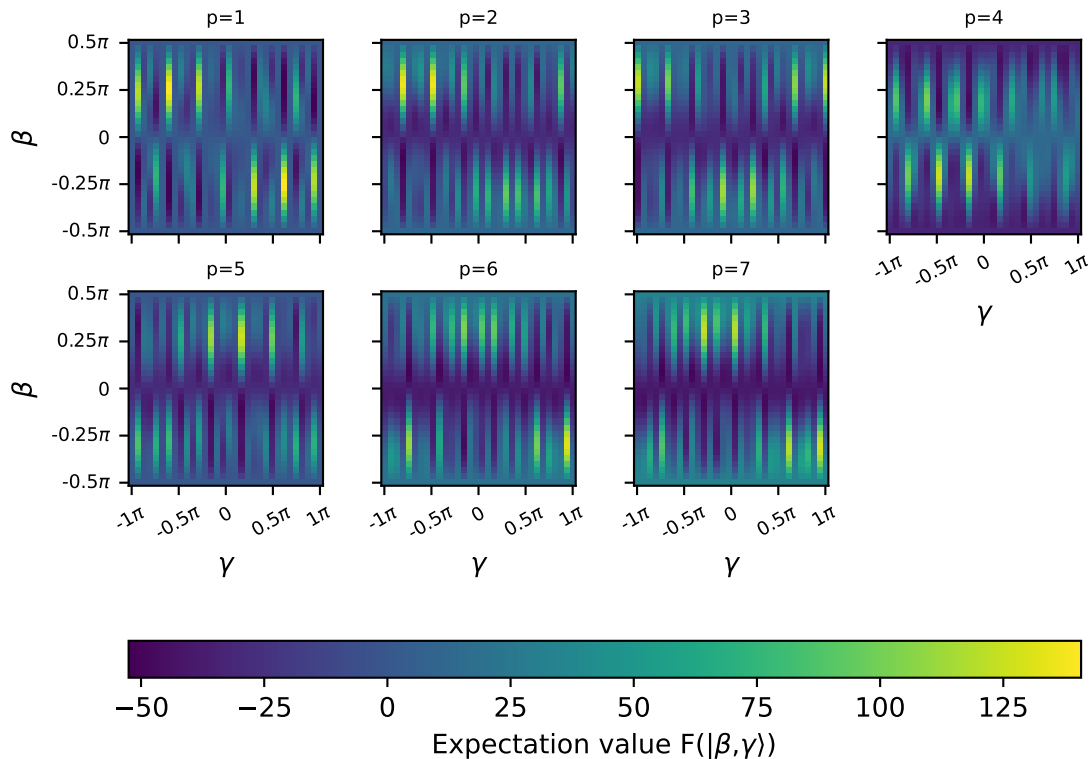 p=1 p=2 p=3 p=4
0.5π
0.25π
0
-0.25π
-0.5π
β
-1π -0.5π 0 0.5π 1π
γ
p=5 p=6 p=7
0.5π
0.25π
0
-0.25π
-0.5π
β
-1π -0.5π 0 0.5π 1π -1π -0.5π 0 0.5π 1π -1π -0.5π 0 0.5π 1π
γ γ γ
−50 −25 0 25 50 75 100 125
Expectation value F(|β,γ⟩)